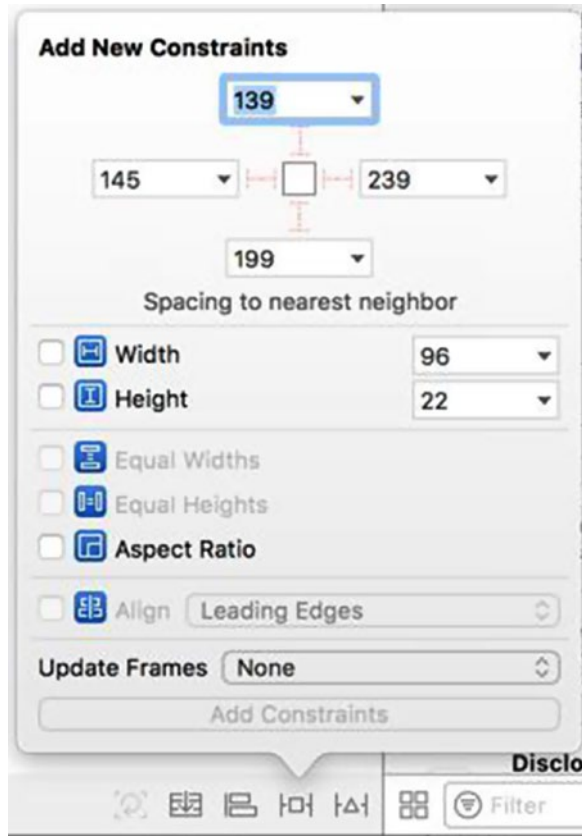 Add New Constraints
139
145
239
199
Spacing to nearest neighbor
Width 96
Height 22
Equal Widths
Equal Heights
Aspect Ratio
Align Leading Edges
Update Frames None
Add Constraints
Disclo
Filter